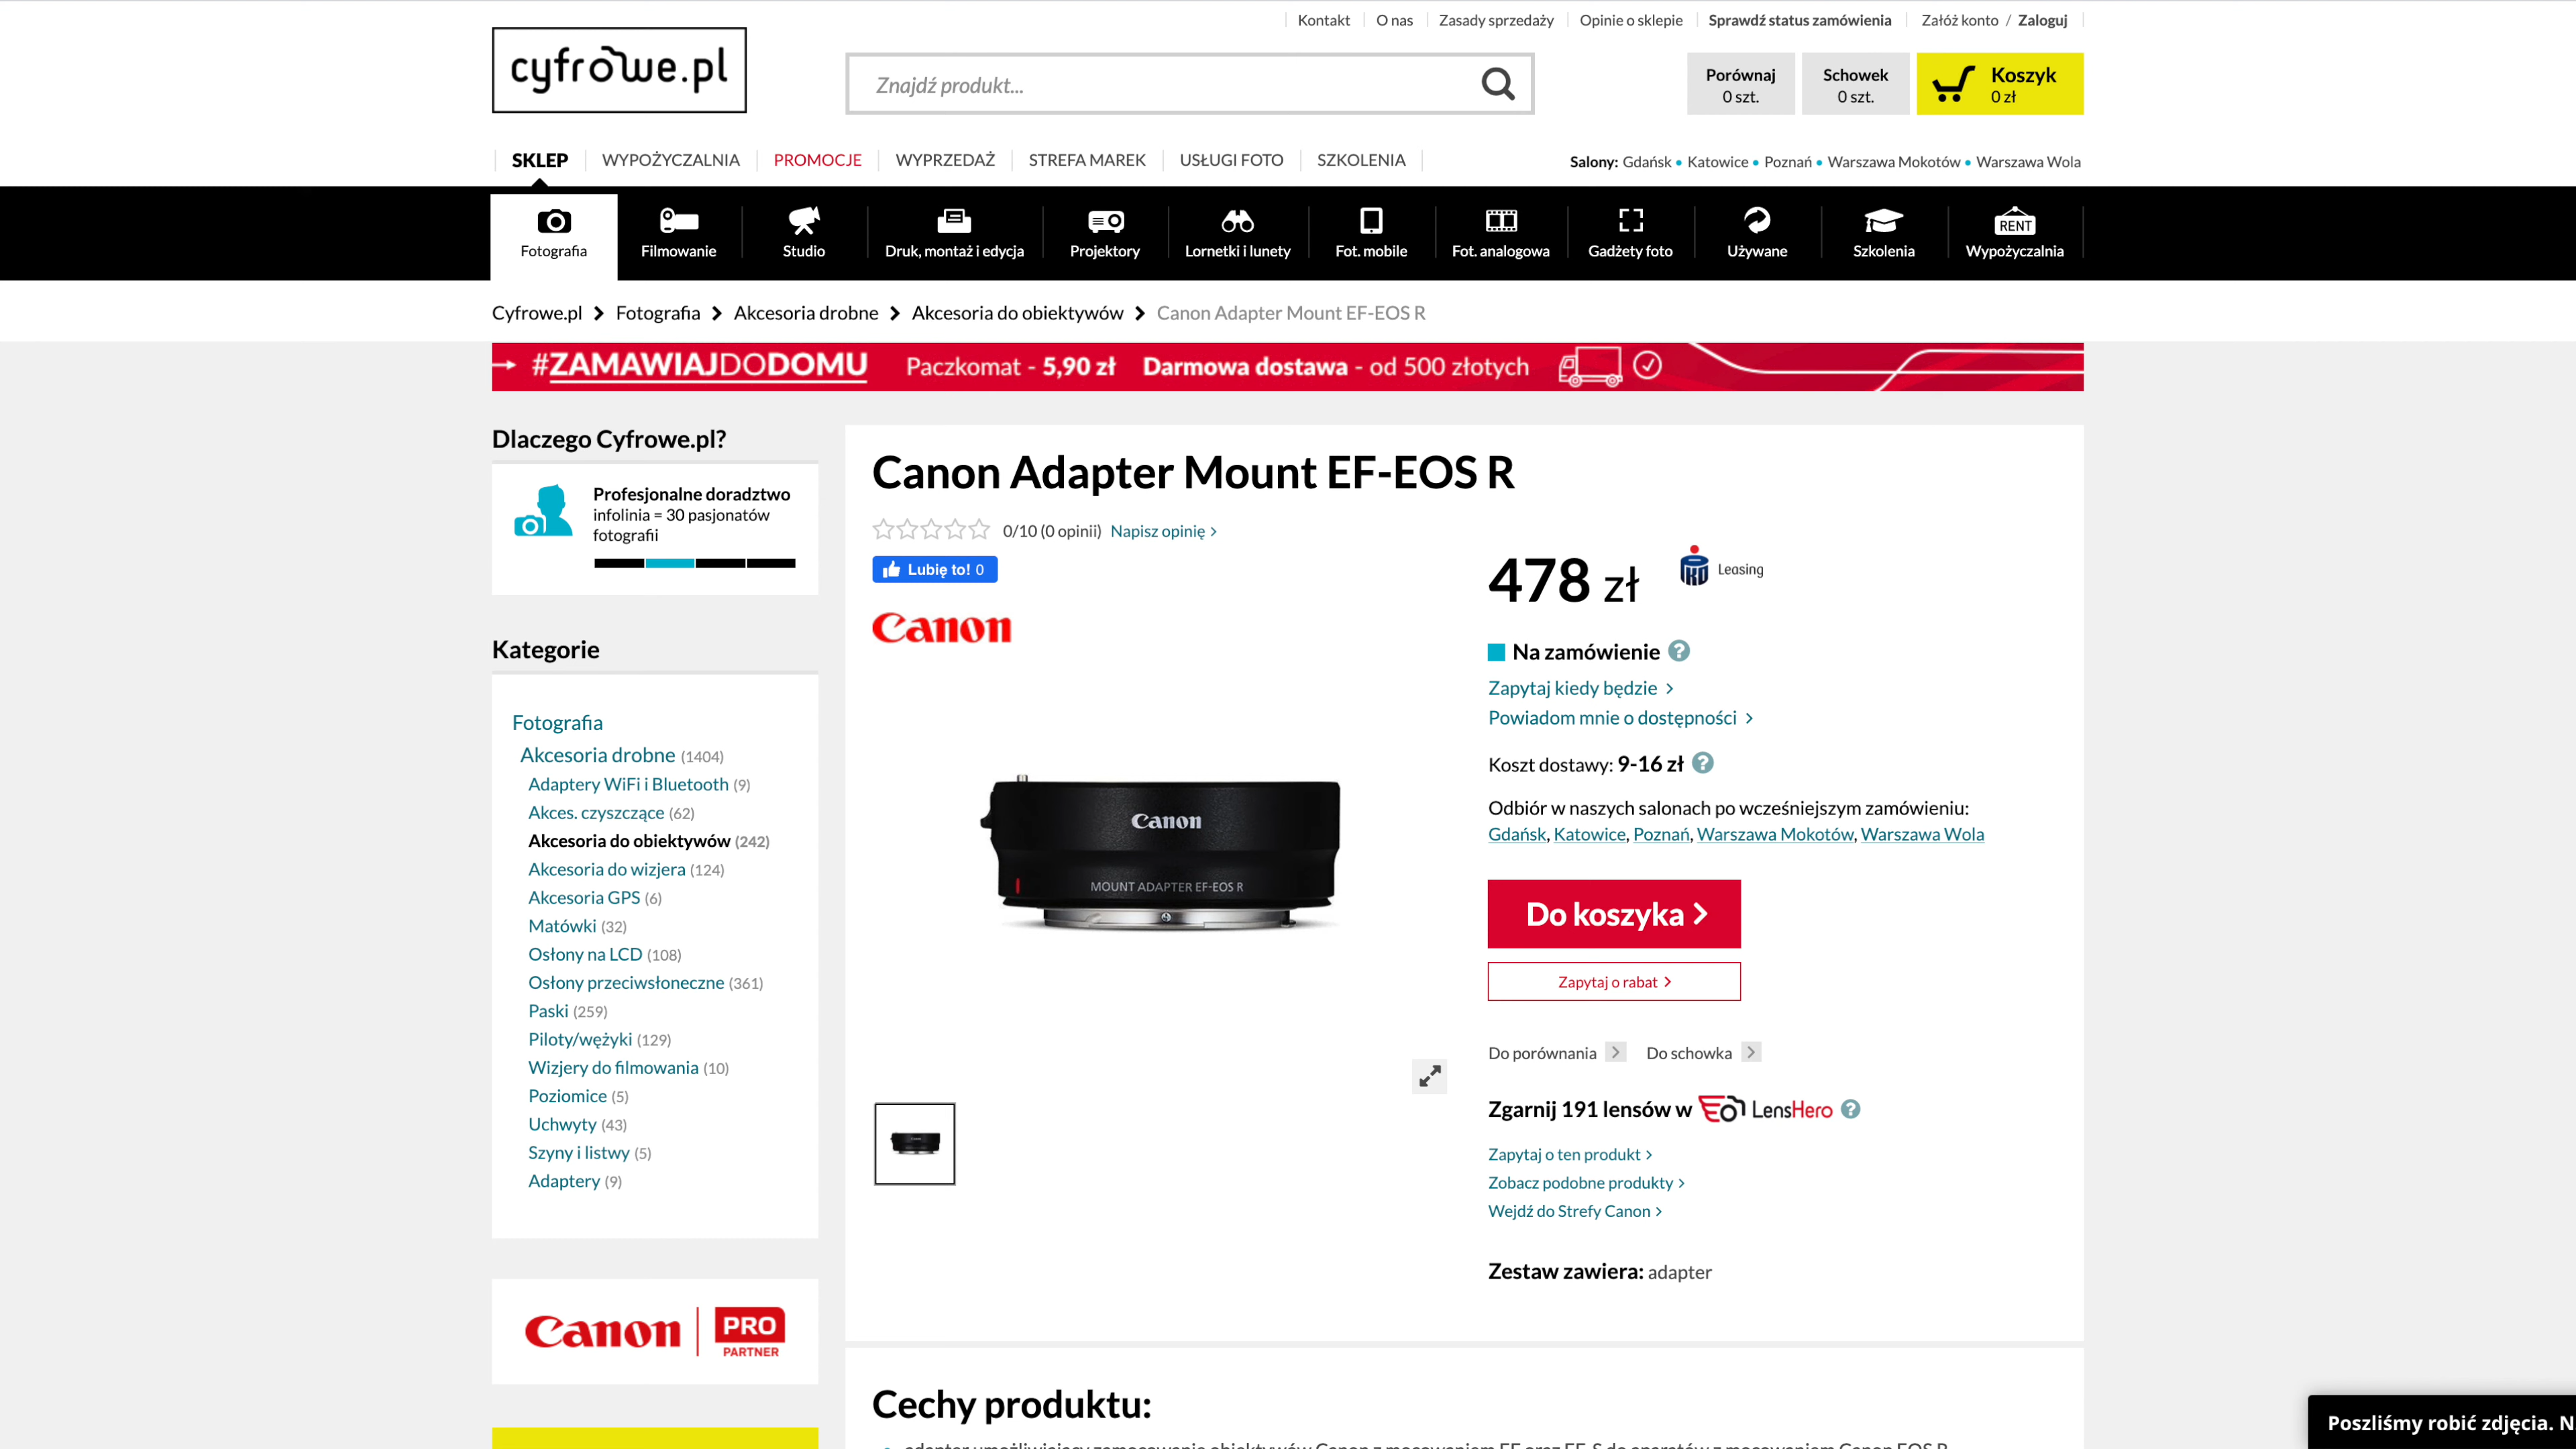 Kontakt O nas Zasady sprzedaży Opinie o sklepie Sprawdź status zamówienia Załóż konto / Zaloguj
cyfrowe.pl
Znajdź produkt...
Porównaj
0 szt.
Schowek
0 szt.
Koszyk
0 zł
SKLEP WYPOŻYCZALNIA PROMOCJE WYPRZEDAŻ STREFA MAREK USŁUGI FOTO SZKOLENIA
Salony: Gdańsk • Katowice • Poznań • Warszawa Mokotów • Warszawa Wola
RENT
Fotografia Filmowanie Studio Druk, montaż i edycja Projektory Lornetki i lunety Fot. mobile Fot. analogowa Gadżety foto Używane Szkolenia Wypożyczalnia
Cyfrowe.pl > Fotografia > Akcesoria drobne > Akcesoria do obiektywów > Canon Adapter Mount EF-EOS R
#ZAMAWIAJDODOMU Paczkomat - 5,90 zł Darmowa dostawa - od 500 złotych
Dlaczego Cyfrowe.pl?
Profesjonalne doradztwo
infolinia = 30 pasjonatów
fotografii
Kategorie
Fotografia
Akcesoria drobne (1404)
Adaptery WiFi i Bluetooth (9)
Akces. czyszczące (62)
Akcesoria do obiektywów (242)
Akcesoria do wizjera (124)
Akcesoria GPS (6)
Matówki (32)
Osłony na LCD (108)
Osłony przeciwsłoneczne (361)
Paski (259)
Piloty/wężyki (129)
Wizjery do filmowania (10)
Poziomice (5)
Uchwyty (43)
Szyny i listwy (5)
Adaptery (9)
Canon PRO
PARTNER
Canon Adapter Mount EF-EOS R
0/10 (0 opinii) Napisz opinię >
Lubię to! 0
Canon
Canon
MOUNT ADAPTER EF-EOS R
478 zł
Leasing
Na zamówienie ?
Zapytaj kiedy będzie >
Powiadom mnie o dostępności >
Koszt dostawy: 9-16 zł ?
Odbiór w naszych salonach po wcześniejszym zamówieniu:
Gdańsk, Katowice, Poznań, Warszawa Mokotów, Warszawa Wola
Do koszyka >
Zapytaj o rabat >
Do porównania > Do schowka >
Zgarnij 191 lensów w LensHero ?
Zapytaj o ten produkt >
Zobacz podobne produkty >
Wejdź do Strefy Canon >
Zestaw zawiera: adapter
Cechy produktu:
Poszliśmy robić zdjęcia. N